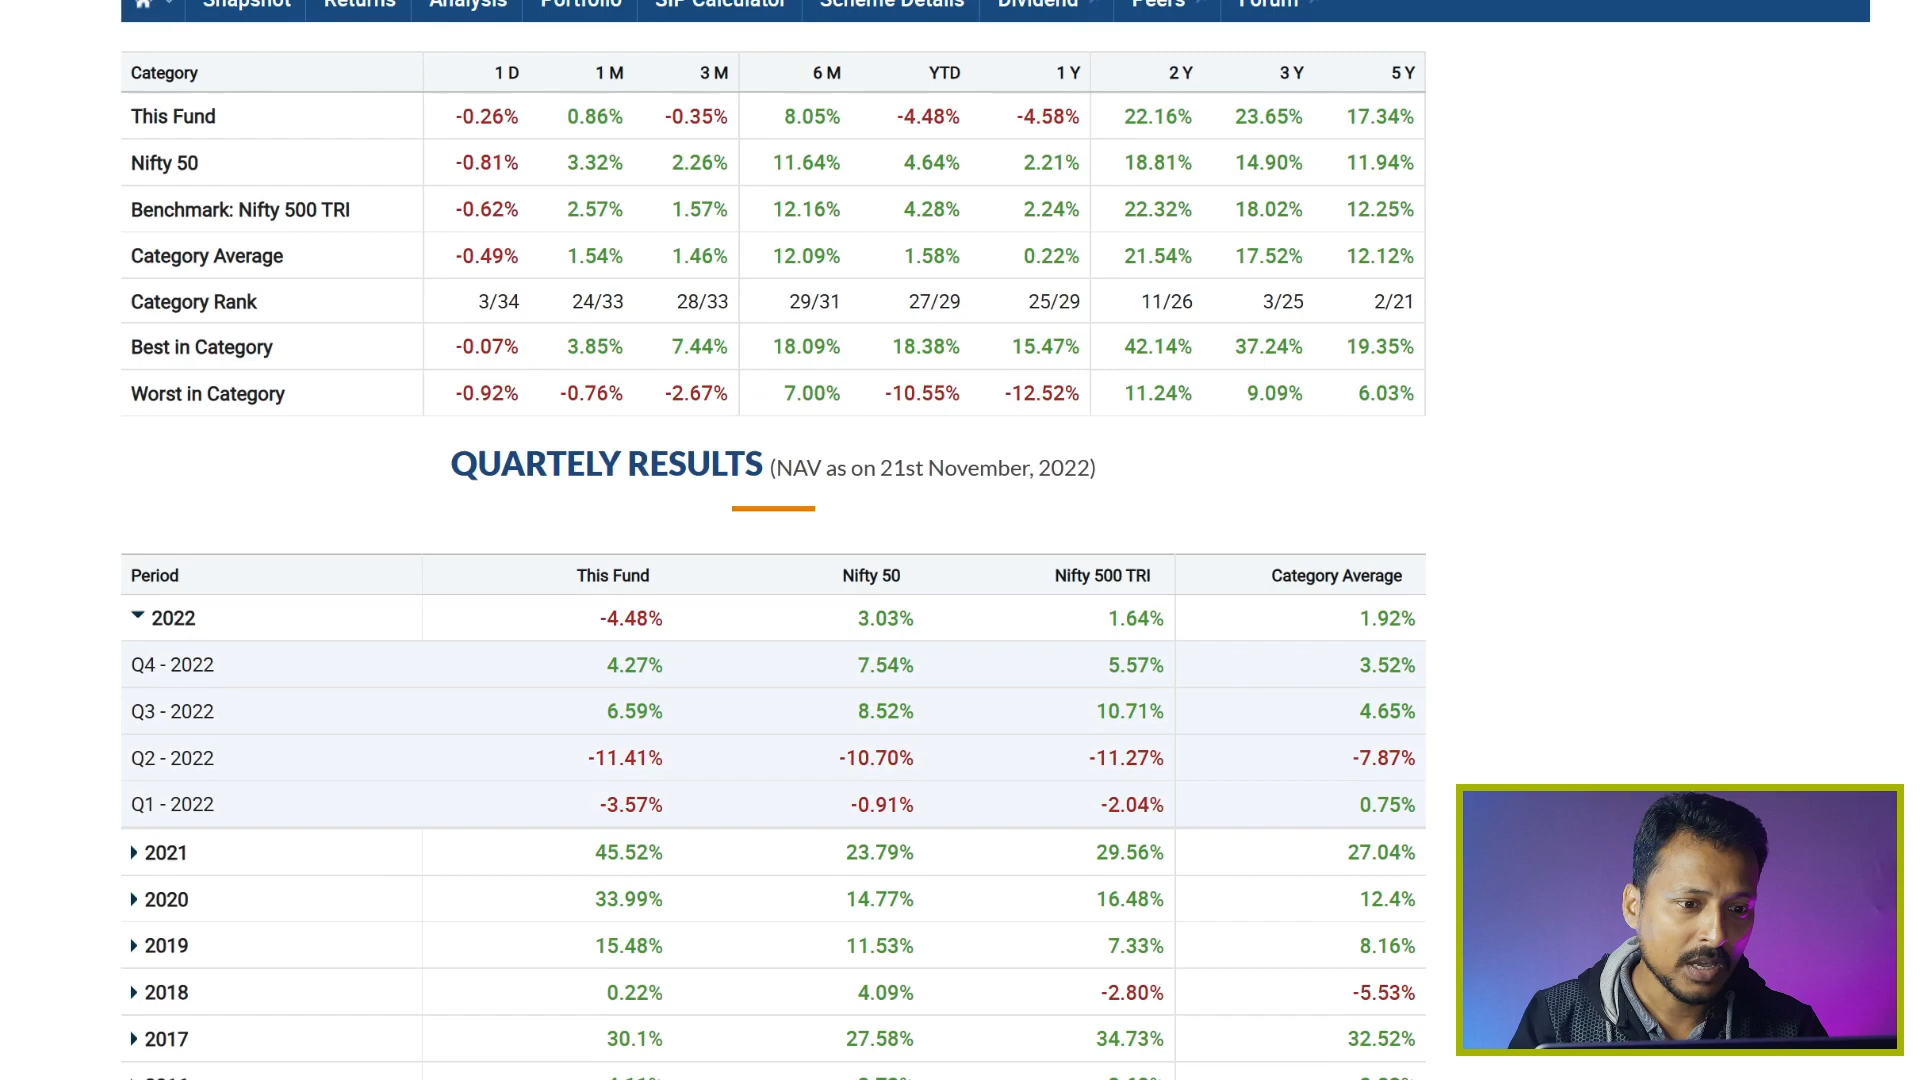 Snapshot Returns Analysis Portfolio SIP Calculator Scheme Details Dividend Peers Forum
Category 1 D 1 M 3 M 6 M YTD 1 Y 2 Y 3 Y 5 Y
This Fund -0.26% 0.86% -0.35% 8.05% -4.48% -4.58% 22.16% 23.65% 17.34%
Nifty 50 -0.81% 3.32% 2.26% 11.64% 4.64% 2.21% 18.81% 14.90% 11.94%
Benchmark: Nifty 500 TRI -0.62% 2.57% 1.57% 12.16% 4.28% 2.24% 22.32% 18.02% 12.25%
Category Average -0.49% 1.54% 1.46% 12.09% 1.58% 0.22% 21.54% 17.52% 12.12%
Category Rank 3/34 24/33 28/33 29/31 27/29 25/29 11/26 3/25 2/21
Best in Category -0.07% 3.85% 7.44% 18.09% 18.38% 15.47% 42.14% 37.24% 19.35%
Worst in Category -0.92% -0.76% -2.67% 7.00% -10.55% -12.52% 11.24% 9.09% 6.03%
QUARTELY RESULTS (NAV as on 21st November, 2022)
Period This Fund Nifty 50 Nifty 500 TRI Category Average
2022 -4.48% 3.03% 1.64% 1.92%
Q4 - 2022 4.27% 7.54% 5.57% 3.52%
Q3 - 2022 6.59% 8.52% 10.71% 4.65%
Q2 - 2022 -11.41% -10.70% -11.27% -7.87%
Q1 - 2022 -3.57% -0.91% -2.04% 0.75%
2021 45.52% 23.79% 29.56% 27.04%
2020 33.99% 14.77% 16.48% 12.4%
2019 15.48% 11.53% 7.33% 8.16%
2018 0.22% 4.09% -2.80% -5.53%
2017 30.1% 27.58% 34.73% 32.52%